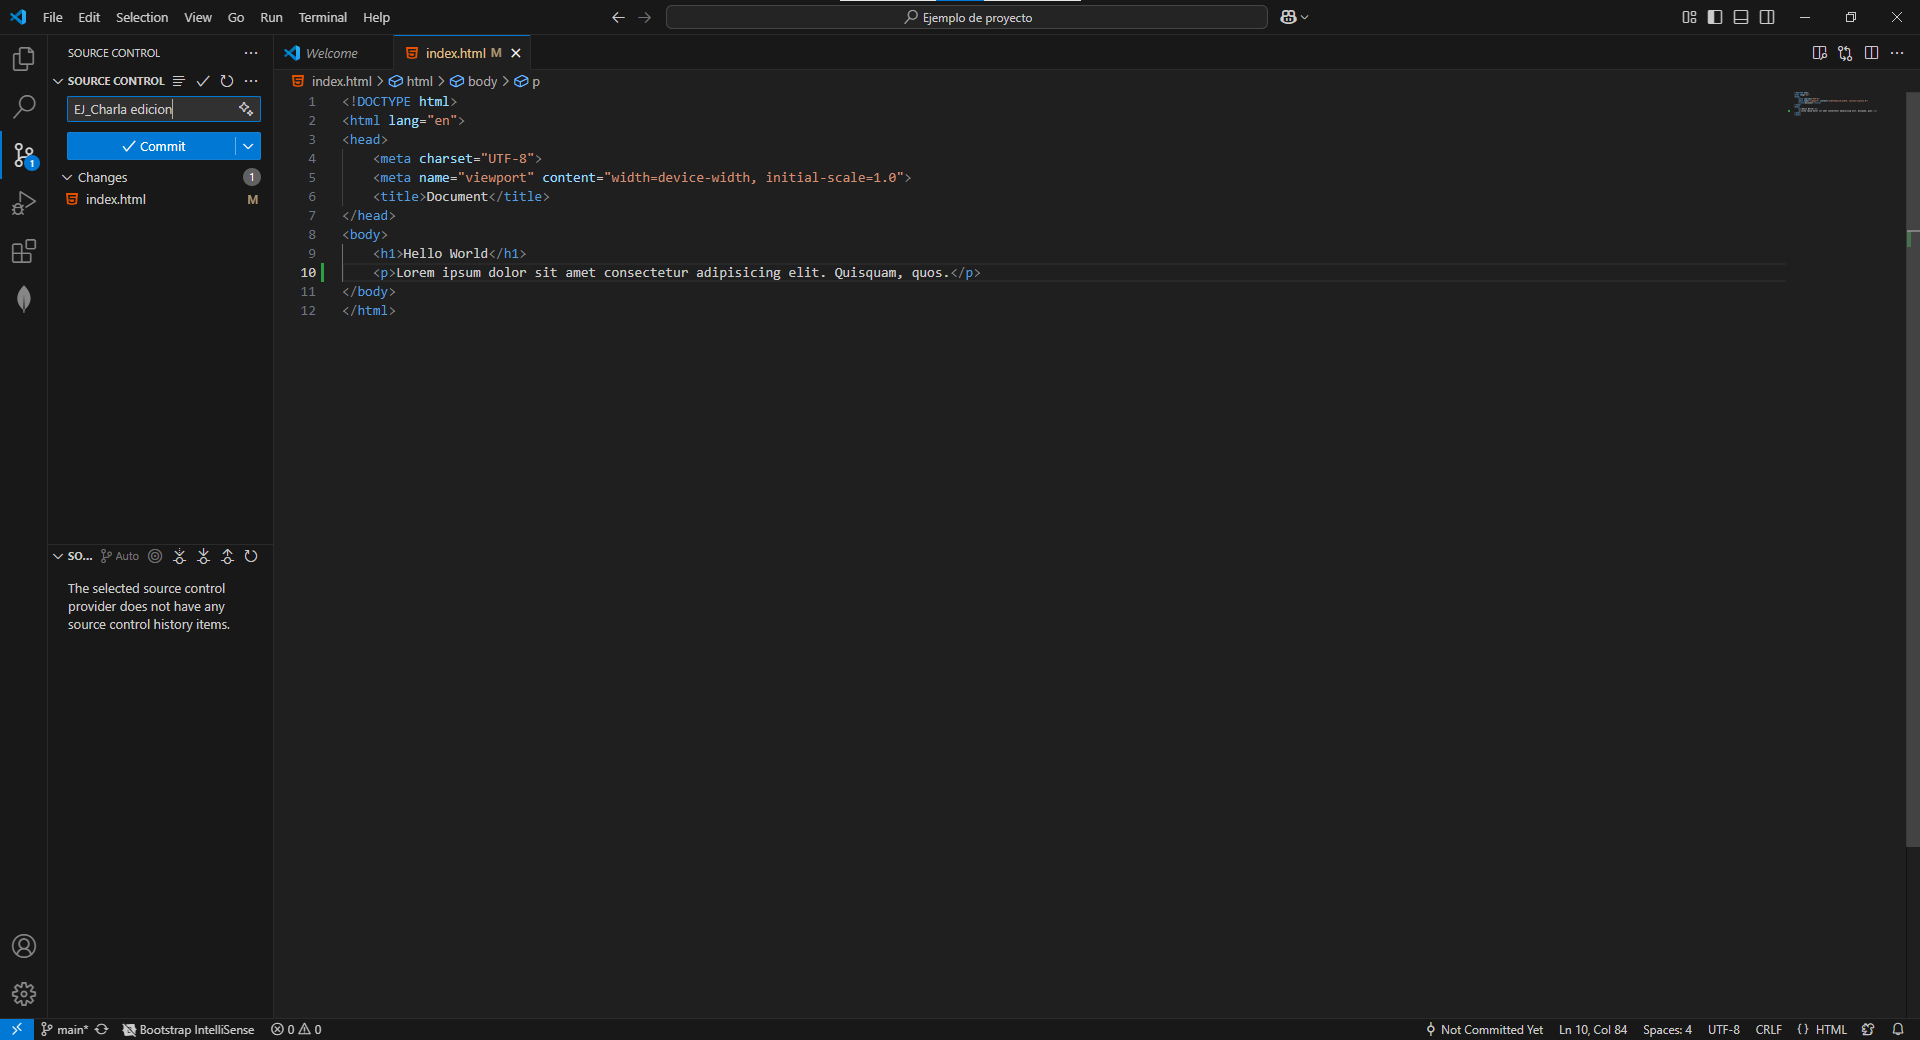 File Edit Selection View Go Run Terminal Help
Ejemplo de proyecto
SOURCE CONTROL
SOURCE CONTROL
EJ_Charla edicion
Commit
Changes 1
index.html M
1
SO... Auto
The selected source control
provider does not have any
source control history items.
Welcome index.html M
index.html > html > body > p
1 <!DOCTYPE html>
2 <html lang="en">
3 <head>
4 <meta charset="UTF-8">
5 <meta name="viewport" content="width=device-width, initial-scale=1.0">
6 <title>Document</title>
7 </head>
8 <body>
9 <h1>Hello World</h1>
10 <p>Lorem ipsum dolor sit amet consectetur adipisicing elit. Quisquam, quos.</p>
11 </body>
12 </html>
main* Bootstrap IntelliSense 0 0 Not Committed Yet Ln 10, Col 84 Spaces: 4 UTF-8 CRLF {} HTML